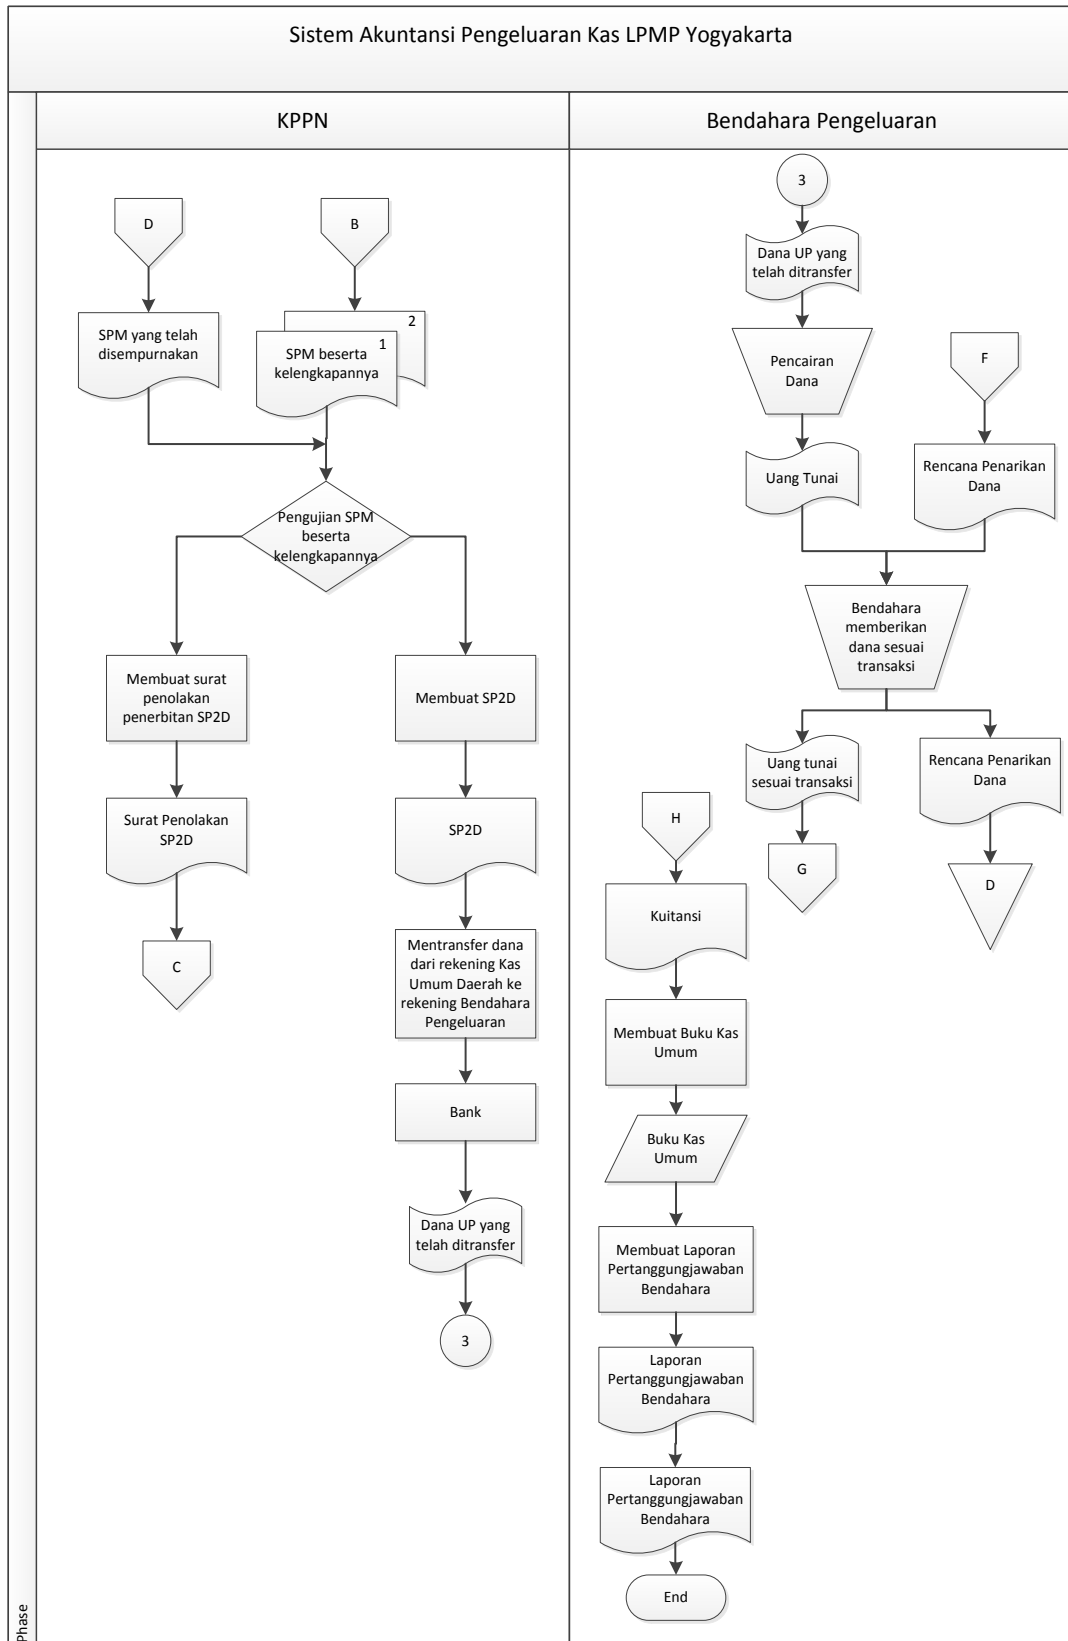 Sistem Akuntansi Pengeluaran Kas LPMP Yogyakarta
KPPN
Bendahara Pengeluaran
D
B
SPM yang telah
disempurnakan
2
1
SPM beserta
kelengkapannya
Pengujian SPM
beserta
kelengkapannya
Membuat surat
penolakan
penerbitan SP2D
Membuat SP2D
Surat Penolakan
SP2D
SP2D
C
Mentransfer dana
dari rekening Kas
Umum Daerah ke
rekening Bendahara
Pengeluaran
Bank
Dana UP yang
telah ditransfer
3
3
Dana UP yang
telah ditransfer
Pencairan
Dana
F
Uang Tunai
Rencana Penarikan
Dana
Bendahara
memberikan
dana sesuai
transaksi
Uang tunai
sesuai transaksi
Rencana Penarikan
Dana
G
D
H
Kuitansi
Membuat Buku Kas
Umum
Buku Kas
Umum
Membuat Laporan
Pertanggungjawaban
Bendahara
Laporan
Pertanggungjawaban
Bendahara
Laporan
Pertanggungjawaban
Bendahara
End
Phase